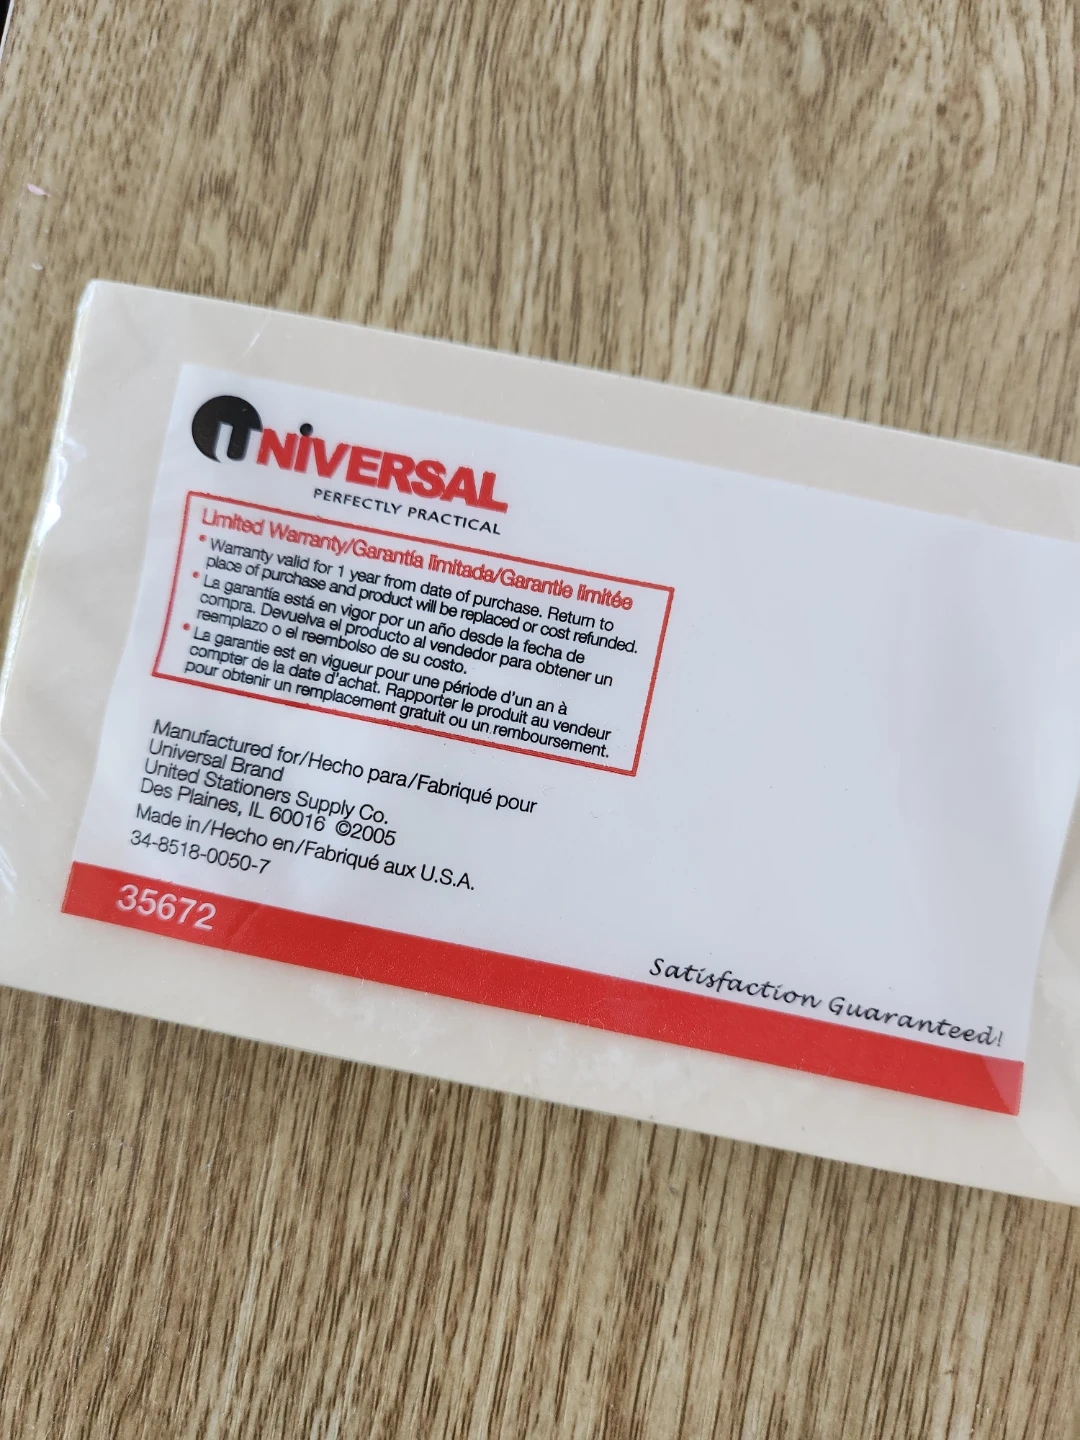 UNiVERSAL
PERFECTLY PRACTICAL
Limited Warranty/Garantía limitada/Garantie limitée
• Warranty valid for 1 year from date of purchase. Return to
place of purchase and product will be replaced or cost refunded.
• La garantía está en vigor por un año desde la fecha de
compra. Devuelva el producto al vendedor para obtener un
reemplazo o el reembolso de su costo.
• La garantie est en vigueur pour une période d'un an à
compter de la date d'achat. Rapporter le produit au vendeur
pour obtenir un remplacement gratuit ou un remboursement.
Manufactured for/Hecho para/Fabriqué pour
Universal Brand
United Stationers Supply Co.
Des Plaines, IL 60016 ©2005
Made in/Hecho en/Fabriqué aux U.S.A.
34-8518-0050-7
35672
Satisfaction Guaranteed!